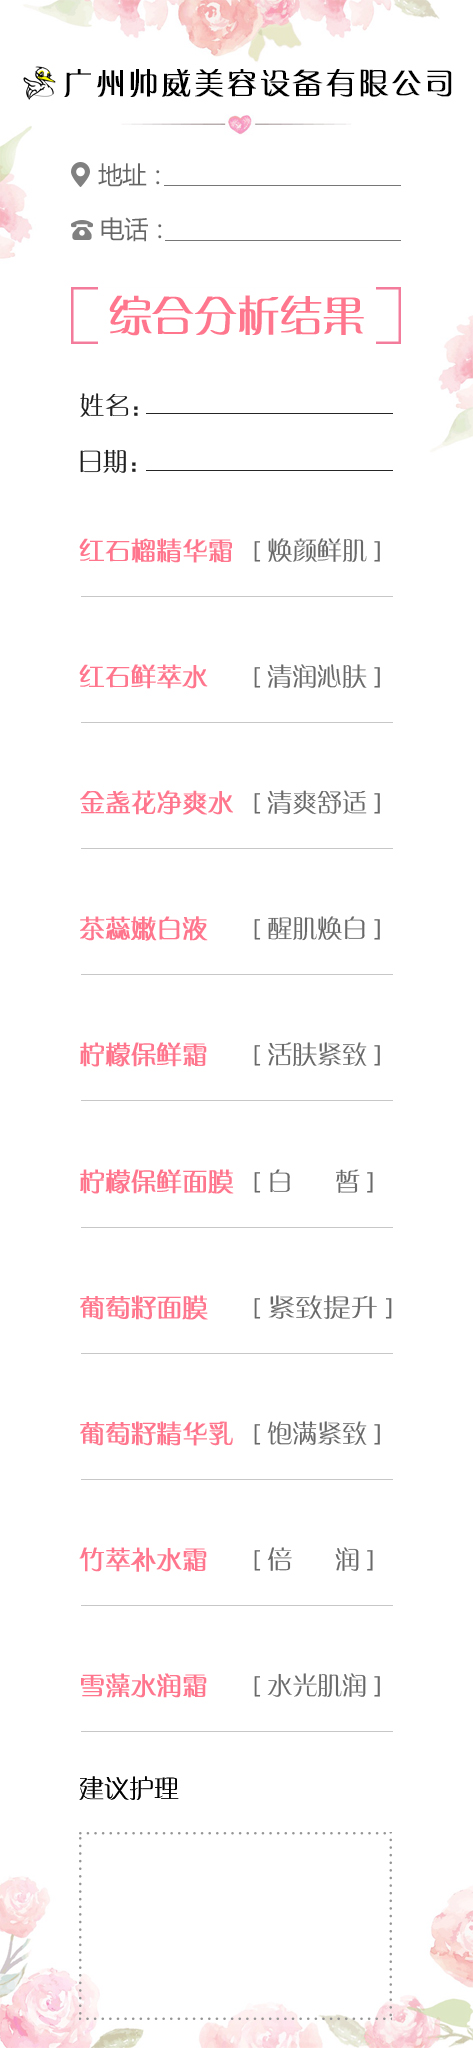 广州帅威美容设备有限公司
地址：
电话：
综合分析结果
姓名：
日期：
红石榴精华霜 [ 焕颜鲜肌 ]
红石鲜萃水 [ 清润沁肤 ]
金盏花净爽水 [ 清爽舒适 ]
茶蕊嫩白液 [ 醒肌焕白 ]
柠檬保鲜霜 [ 活肤紧致 ]
柠檬保鲜面膜 [ 白 皙 ]
葡萄籽面膜 [ 紧致提升 ]
葡萄籽精华乳 [ 饱满紧致 ]
竹萃补水霜 [ 倍 润 ]
雪藻水润霜 [ 水光肌润 ]
建议护理